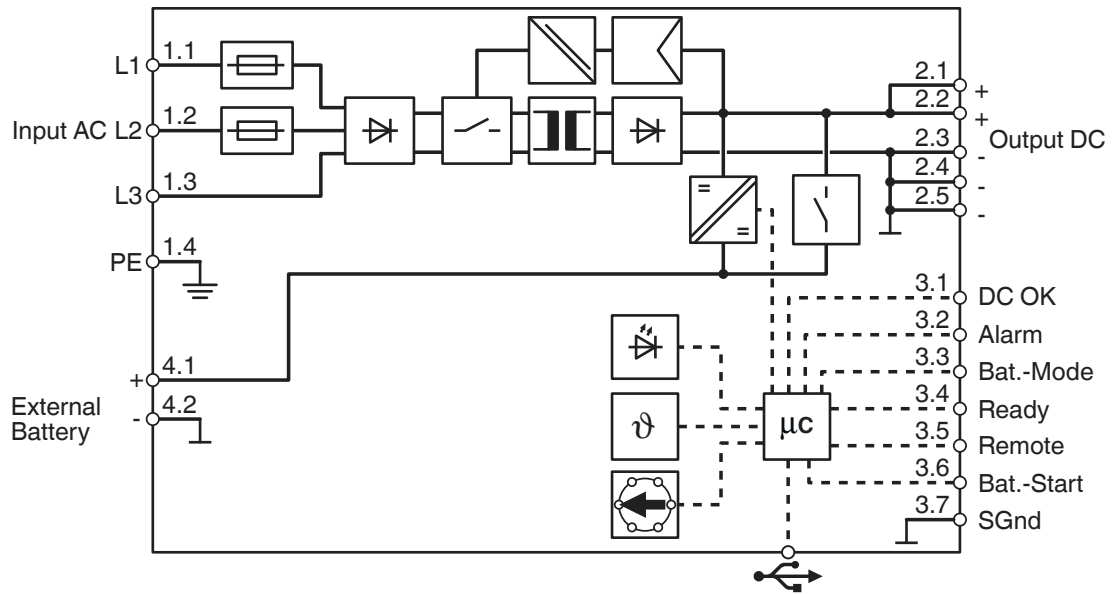 L1 1.1
Input AC L2 1.2
L3 1.3
PE 1.4
+ 4.1
External
Battery
- 4.2
=
=
ϑ
μc
2.1 +
2.2 +
Output DC
2.3 -
2.4 -
2.5 -
3.1 DC OK
3.2 Alarm
3.3 Bat.-Mode
3.4 Ready
3.5 Remote
3.6 Bat.-Start
3.7 SGnd